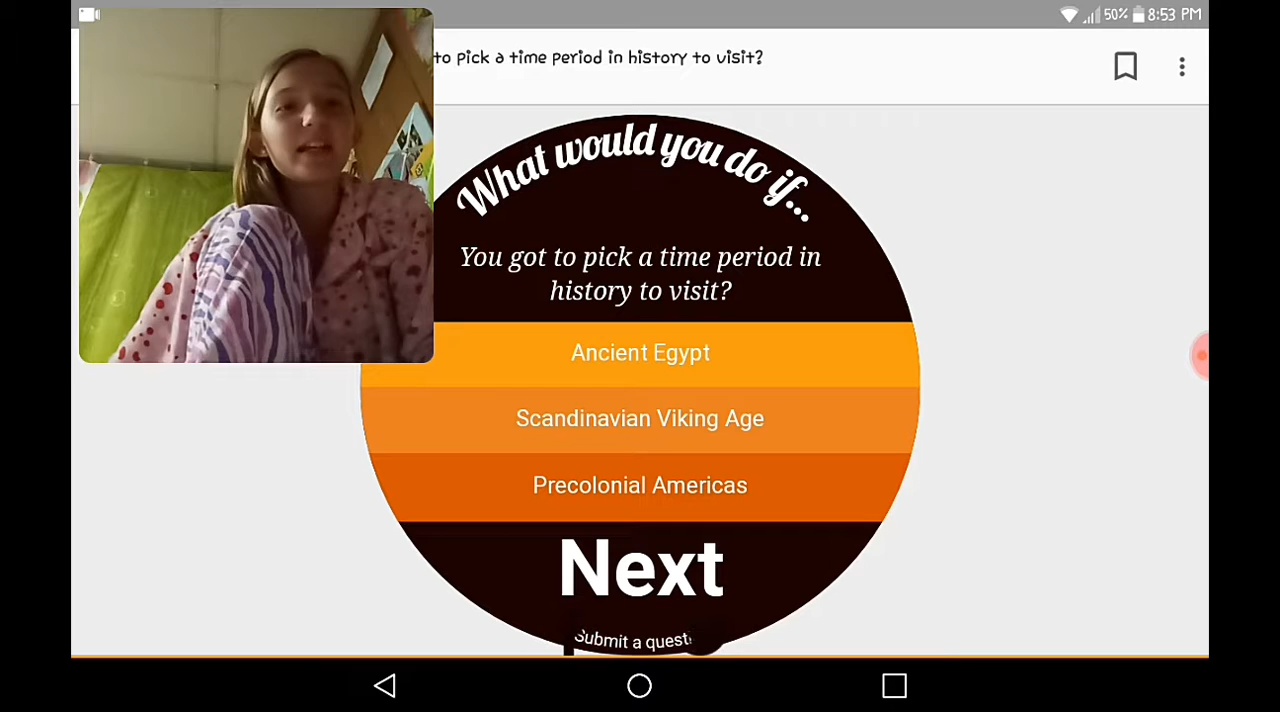 50% 8:53 PM
to pick a time period in history to visit?
What would you do if...
You got to pick a time period in
history to visit?
Ancient Egypt
Scandinavian Viking Age
Precolonial Americas
Next
Submit a quest